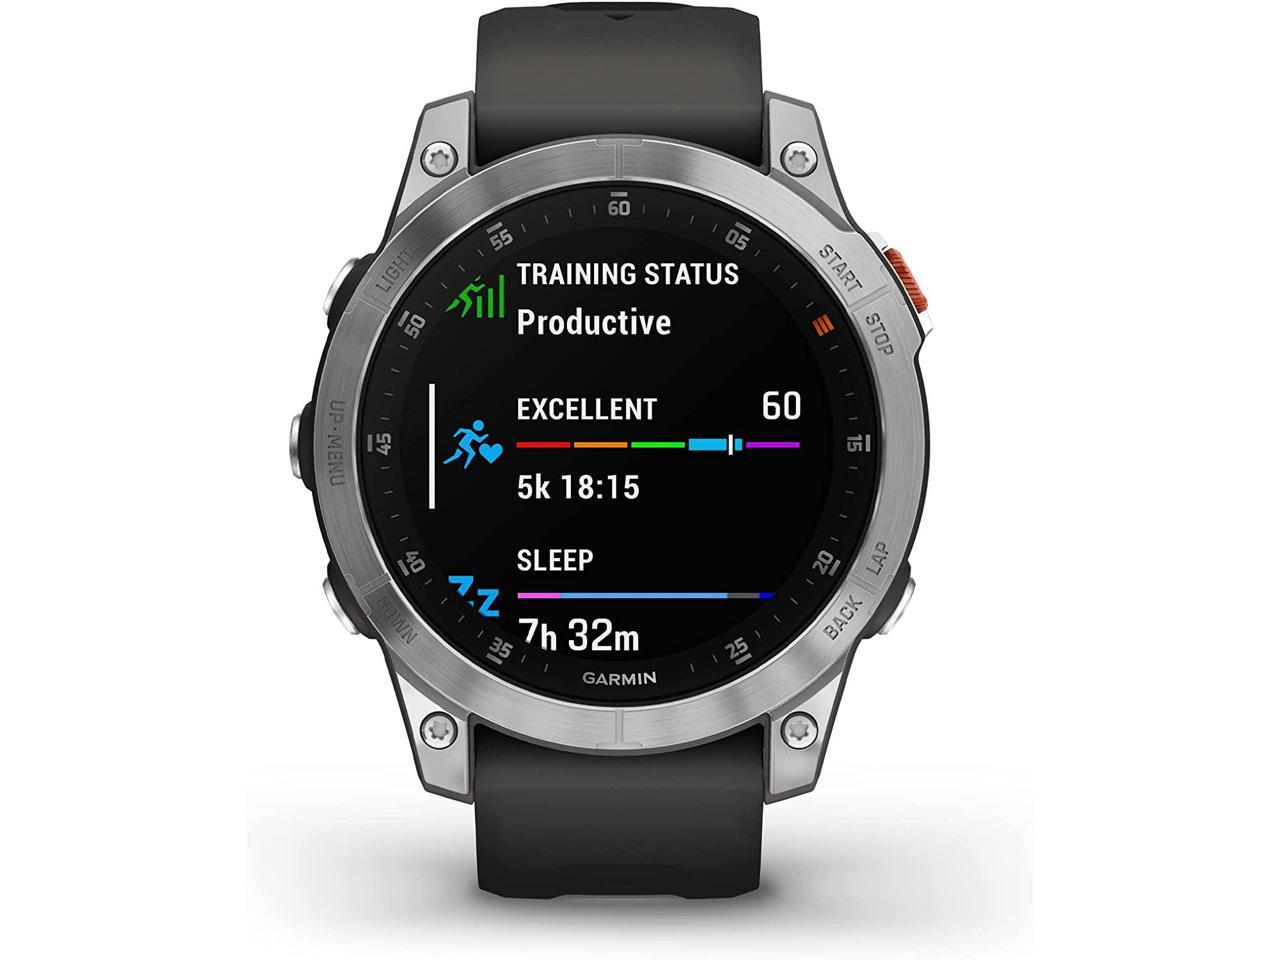 60
05
55
LIGHT
START
STOP
50
TRAINING STATUS
Productive
EXCELLENT
60
UP·MENU
45
15
5k 18:15
SLEEP
7h 32m
40
20
LAP
BACK
DOWN
35
25
GARMIN